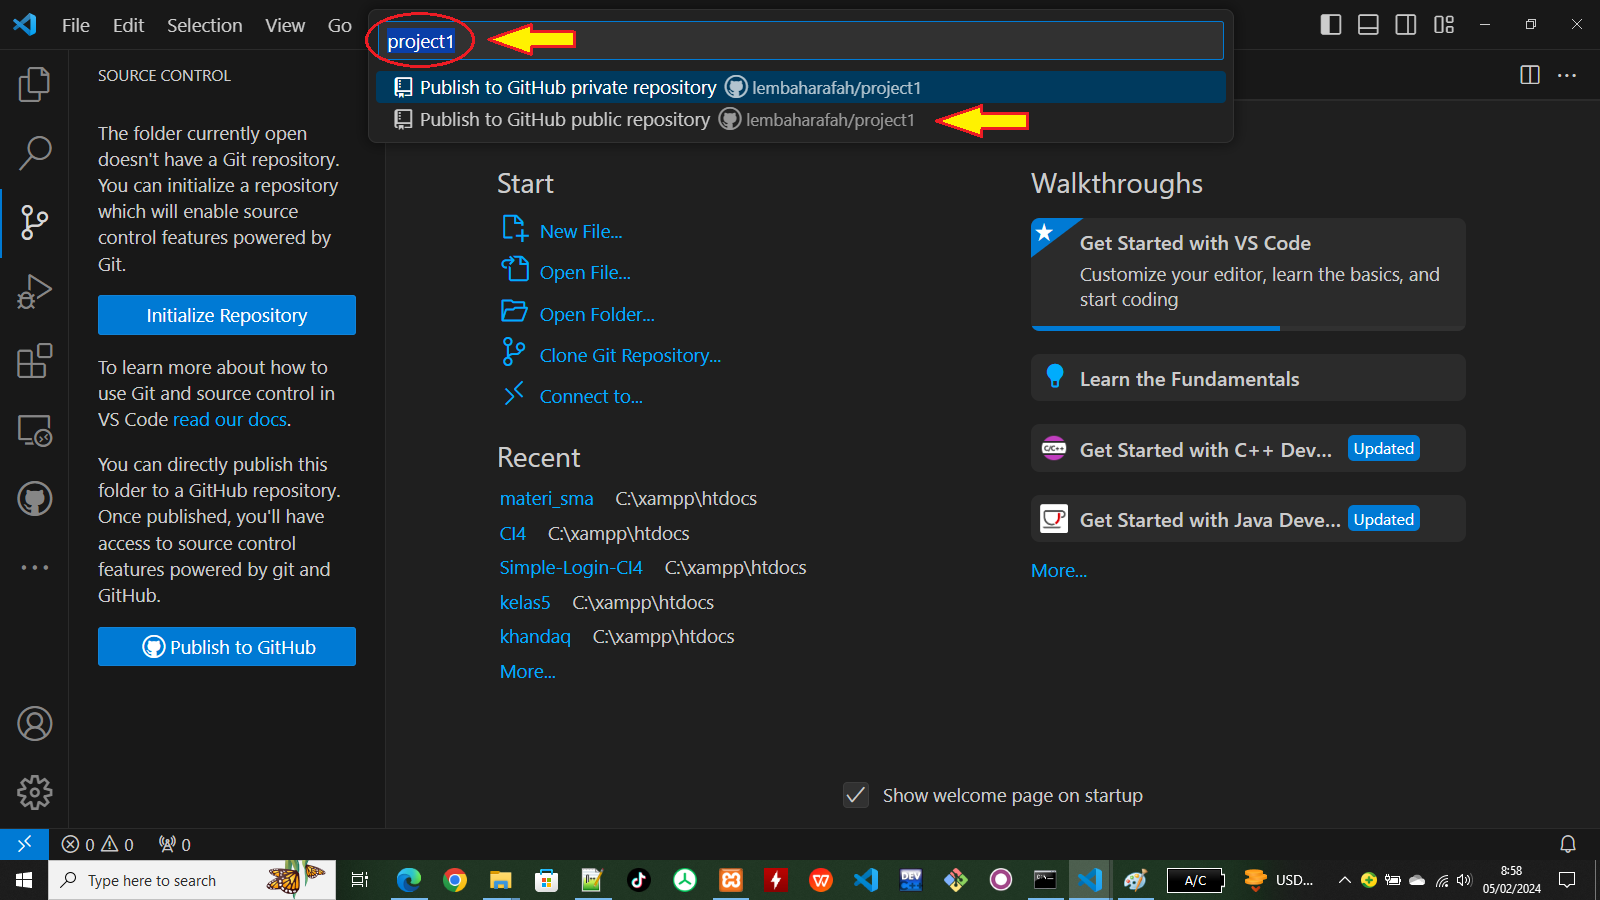 File Edit Selection View Go
project1
Publish to GitHub private repository lembaharafah/project1
Publish to GitHub public repository lembaharafah/project1
SOURCE CONTROL
The folder currently open
doesn't have a Git repository.
You can initialize a repository
which will enable source
control features powered by
Git.
Initialize Repository
To learn more about how to
use Git and source control in
VS Code read our docs.
You can directly publish this
folder to a GitHub repository.
Once published, you'll have
access to source control
features powered by git and
GitHub.
Publish to GitHub
Start
New File...
Open File...
Open Folder...
Clone Git Repository...
Connect to...
Recent
materi_sma C:\xampp\htdocs
CI4 C:\xampp\htdocs
Simple-Login-CI4 C:\xampp\htdocs
kelas5 C:\xampp\htdocs
khandaq C:\xampp\htdocs
More...
Walkthroughs
Get Started with VS Code
Customize your editor, learn the basics, and
start coding
Learn the Fundamentals
C/C++
Get Started with C++ Dev... Updated
Get Started with Java Deve... Updated
More...
Show welcome page on startup
0 0 0
Type here to search
DEV
A/C
USD...
8:58
05/02/2024